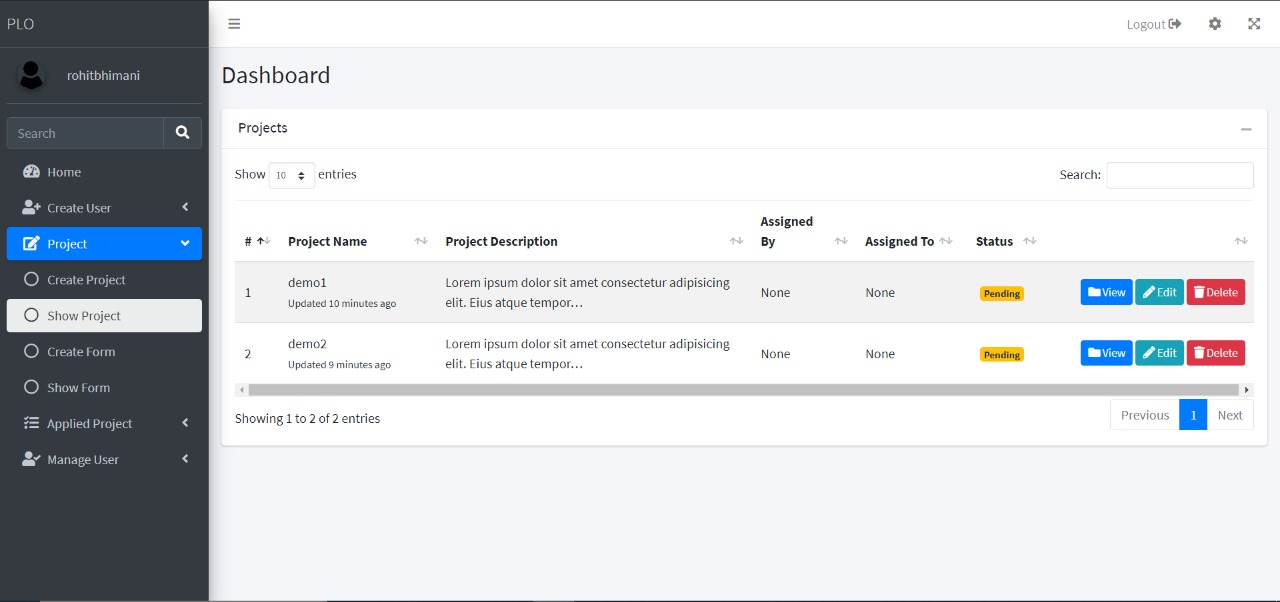 PLO
Logout
rohitbhimani
Dashboard
Search
Home
Create User
Project
Create Project
Show Project
Create Form
Show Form
Applied Project
Manage User
Projects
Show 10 entries
Search:
# Project Name Project Description Assigned By Assigned To Status
1 demo1 Lorem ipsum dolor sit amet consectetur adipisicing None None Pending View Edit Delete
Updated 10 minutes ago elit. Eius atque tempor…
2 demo2 Lorem ipsum dolor sit amet consectetur adipisicing None None Pending View Edit Delete
Updated 9 minutes ago elit. Eius atque tempor…
Showing 1 to 2 of 2 entries
Previous 1 Next